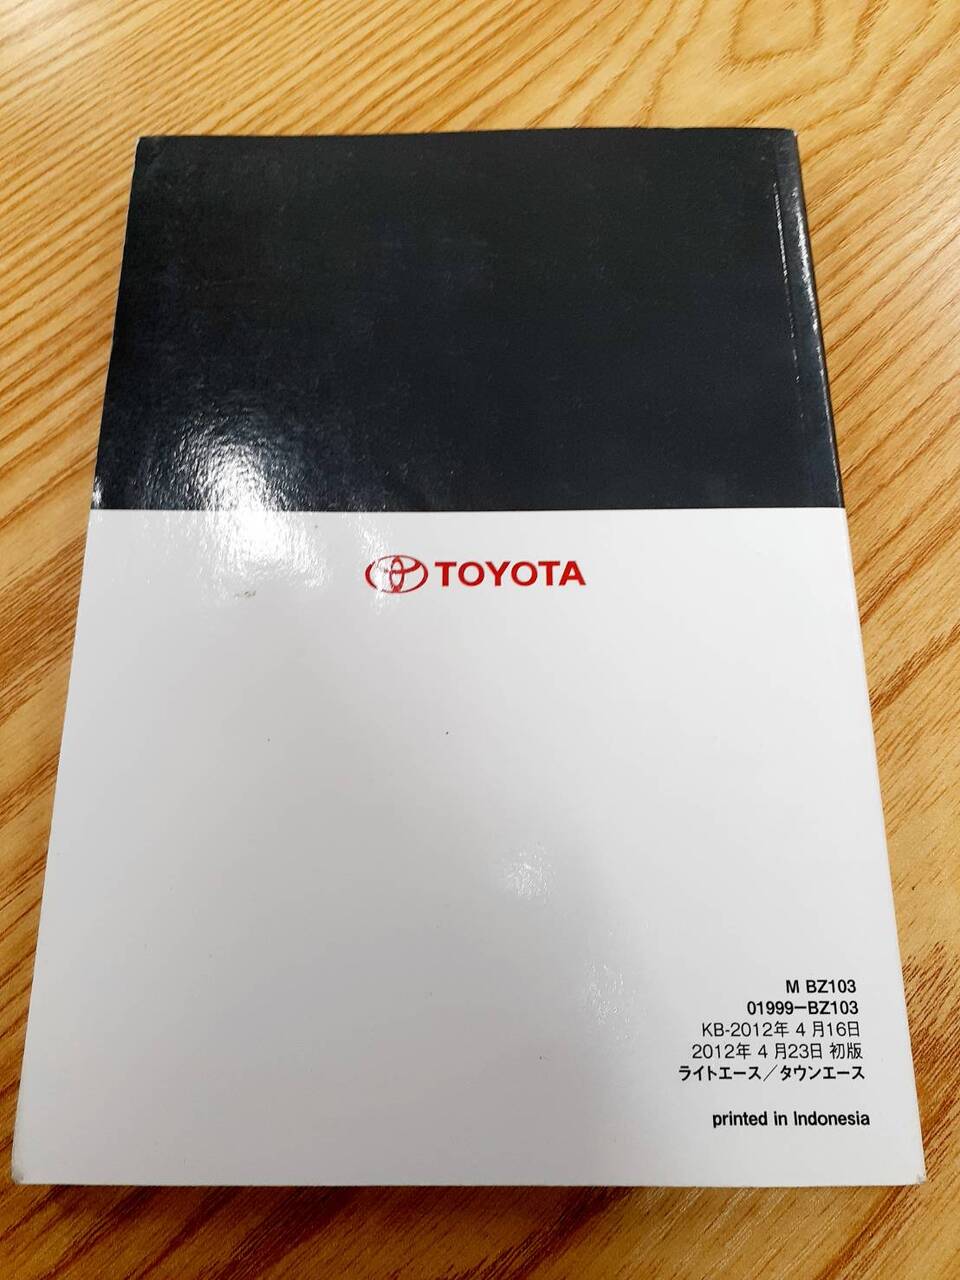 TOYOTA
M BZ103
01999-BZ103
KB-2012年 4 月16日
2012年 4 月23日 初版
ライトエース／タウンエース
printed in Indonesia